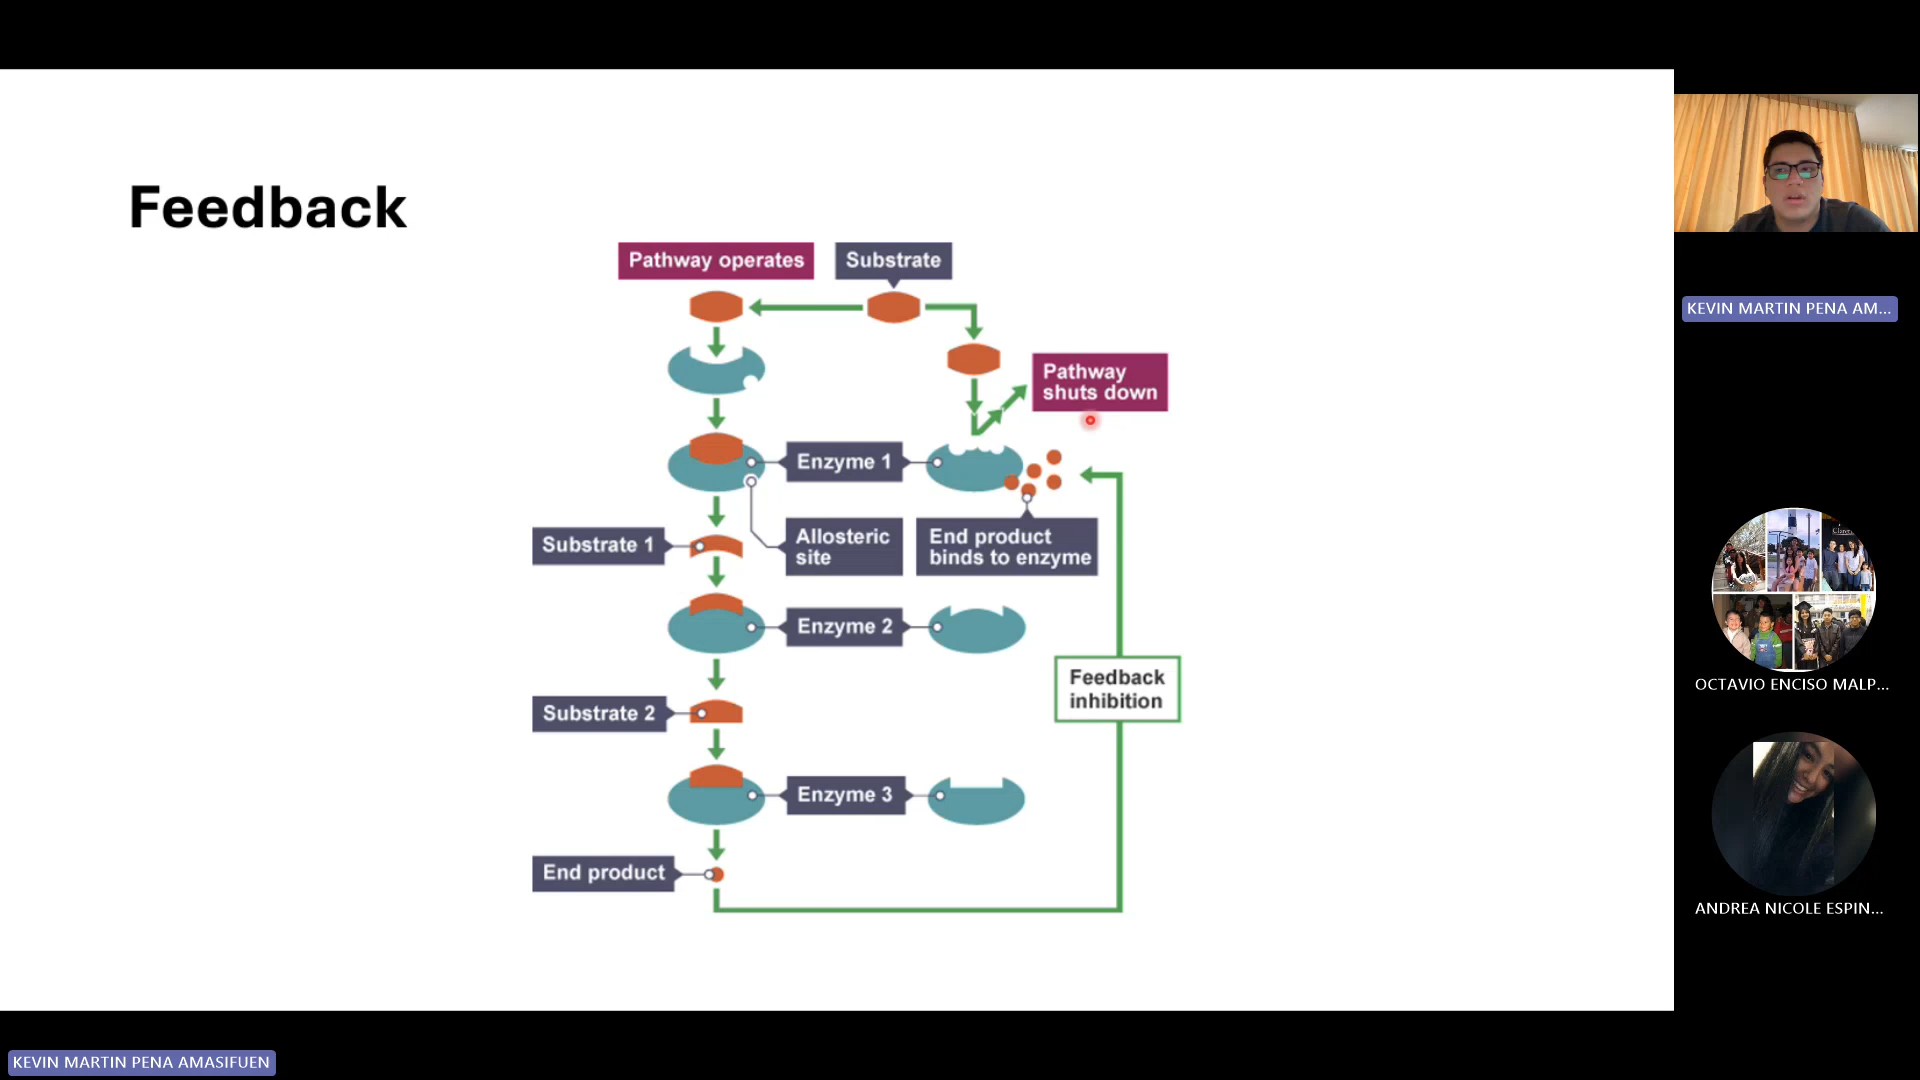 Feedback
Pathway operates
Substrate
Pathway
shuts down
Enzyme 1
Substrate 1
Allosteric
site
End product
binds to enzyme
Enzyme 2
Feedback
inhibition
Substrate 2
Enzyme 3
End product
KEVIN MARTIN PENA AM...
OCTAVIO ENCISO MALP...
ANDREA NICOLE ESPIN...
KEVIN MARTIN PENA AMASIFUEN